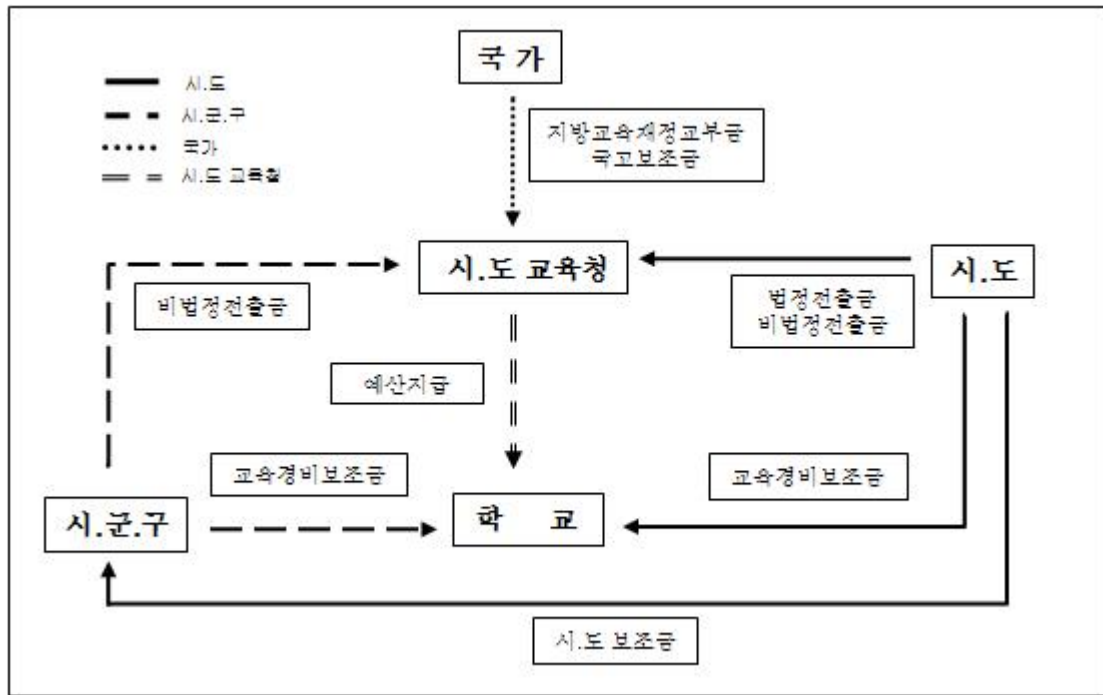 국 가
시.도
시.군.구
국가
시.도 교육청
지방교육재정교부금
국고보조금
시.도 교육청
시.도
비법정전출금
법정전출금
비법정전출금
예산지급
교육경비보조금
교육경비보조금
시.군.구
학 교
시.도 보조금